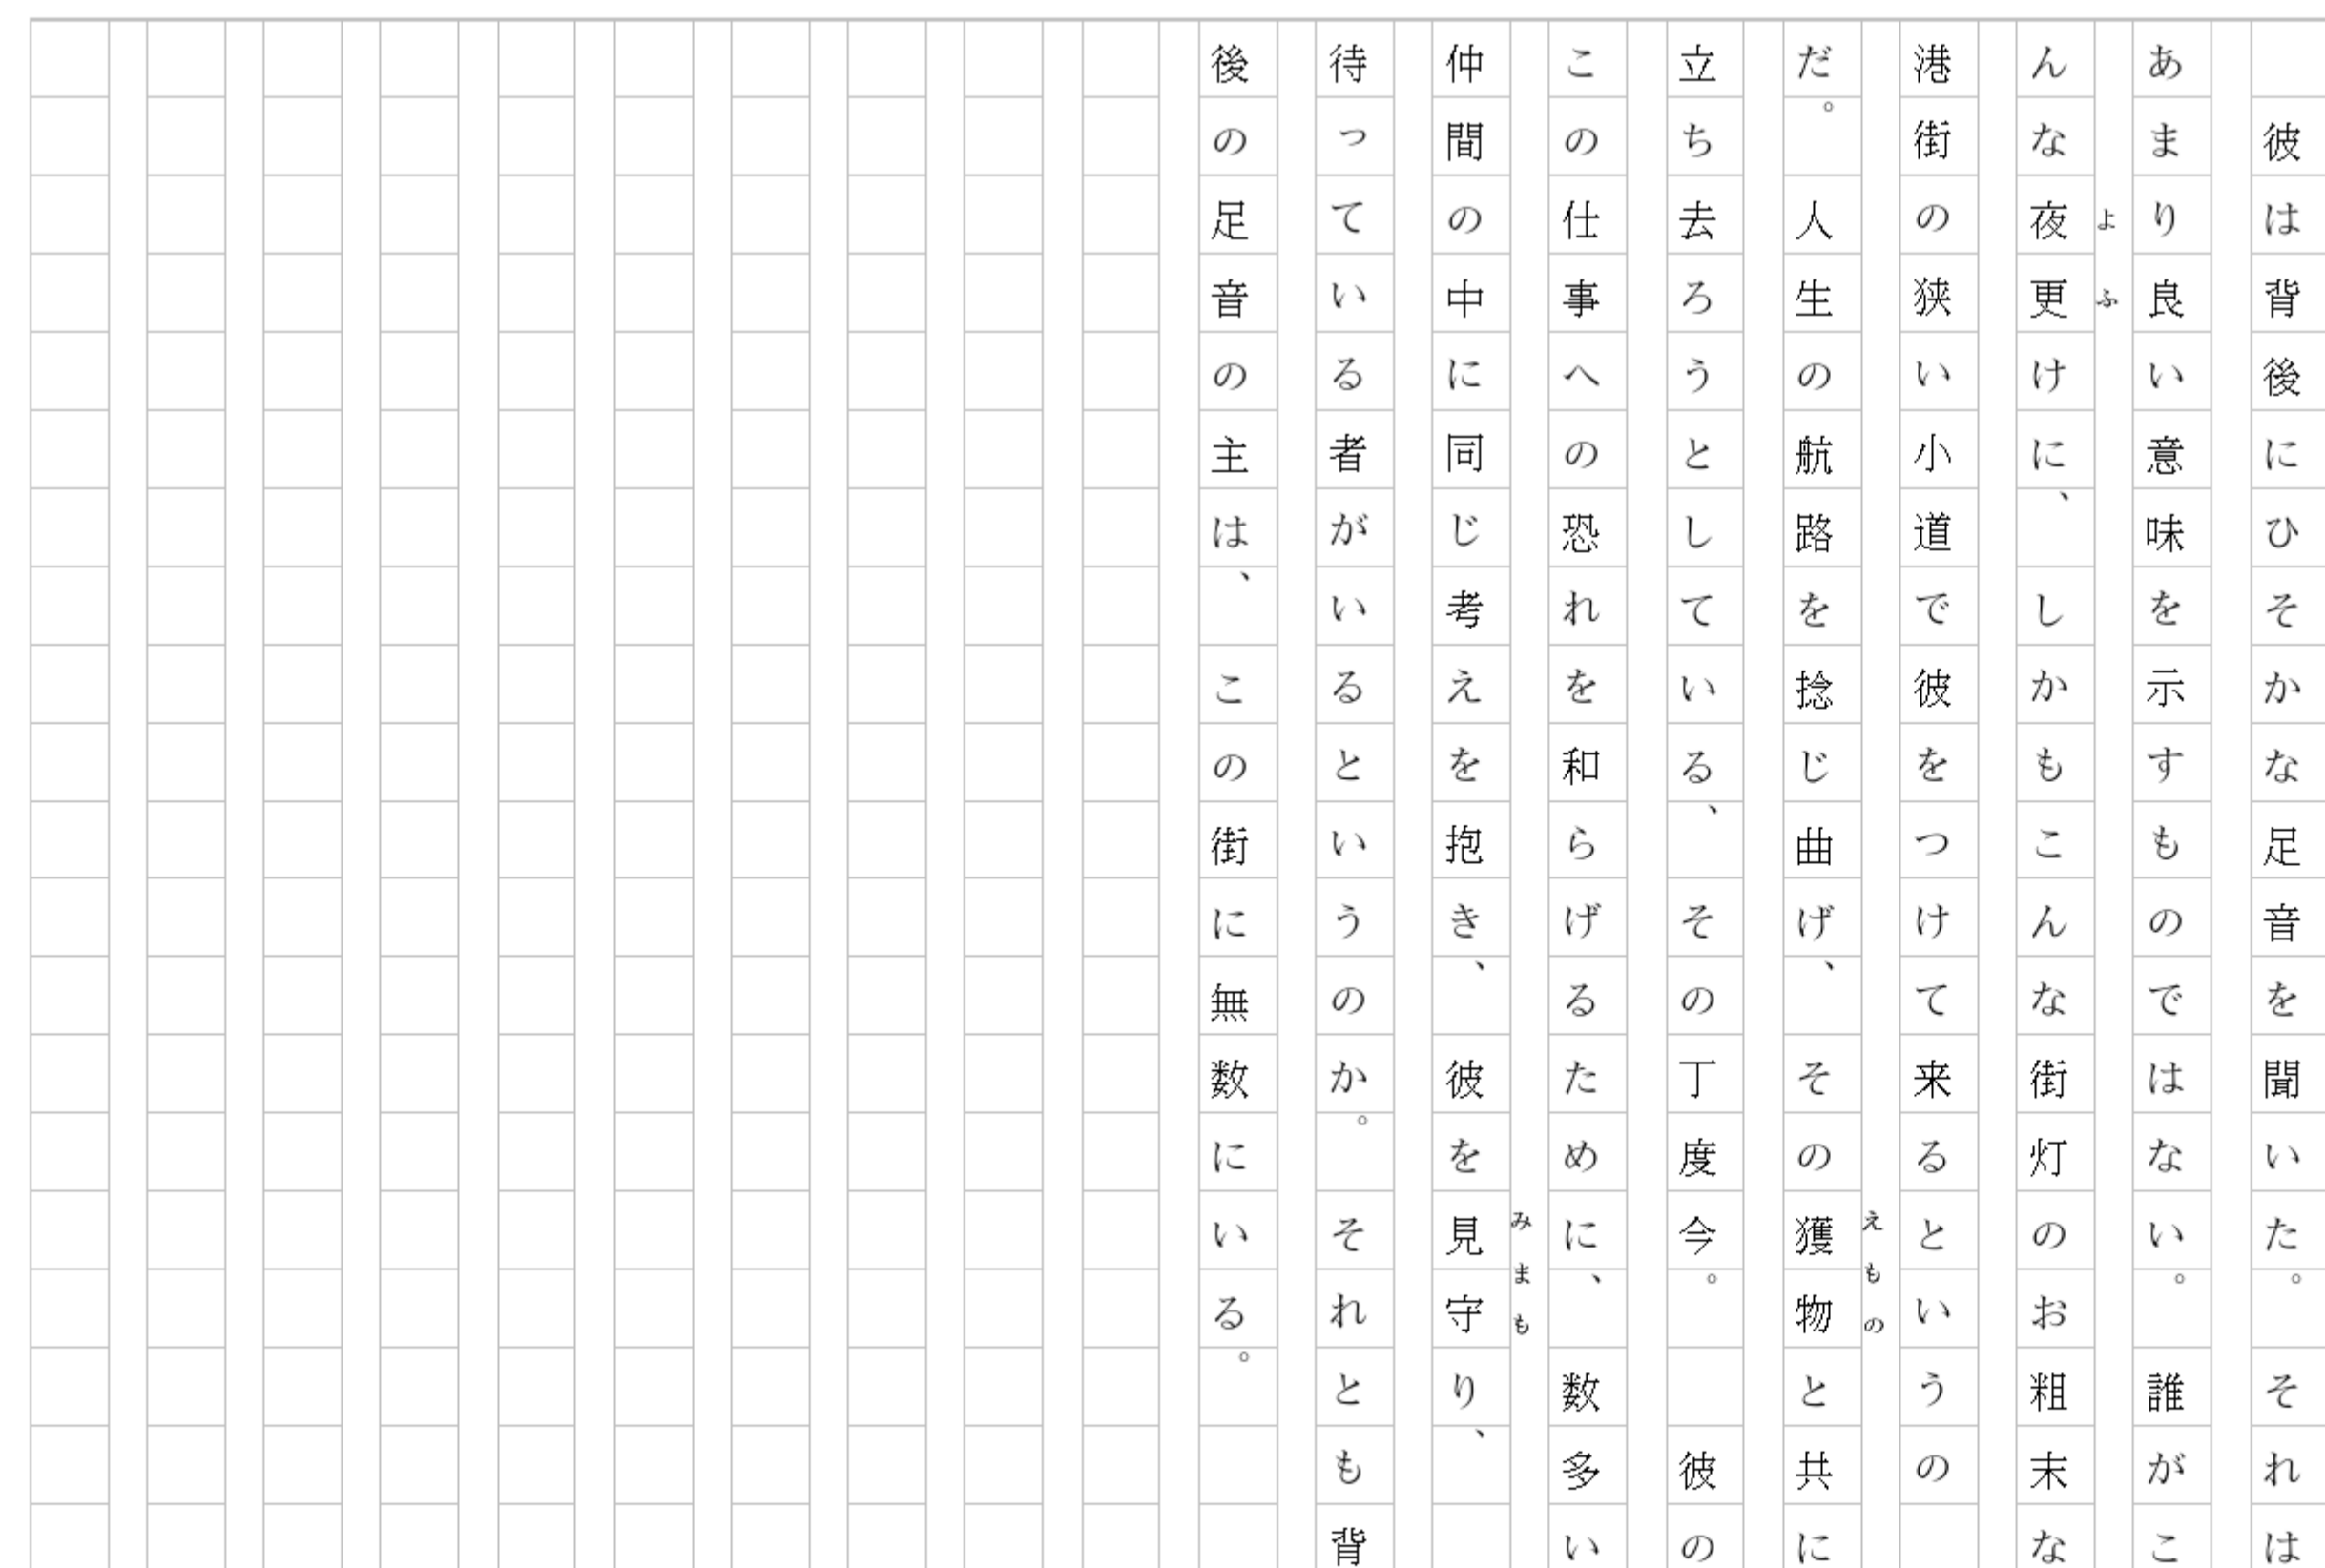 彼は背後にひそかな足音を聞いた。それは
あまり良い意味を示すものではない。誰がこ
んな夜更けに、しかもこんな街灯のお粗末な
よふ
港街の狭い小道で彼をつけて来るというの
だ。人生の航路を捻じ曲げ、その獲物と共に
えもの
立ち去ろうとしている、その丁度今。彼の
この仕事への恐れを和らげるために、数多い
仲間の中に同じ考えを抱き、彼を見守り、
みまも
待っている者がいるというのか。それとも背
後の足音の主は、この街に無数にいる。